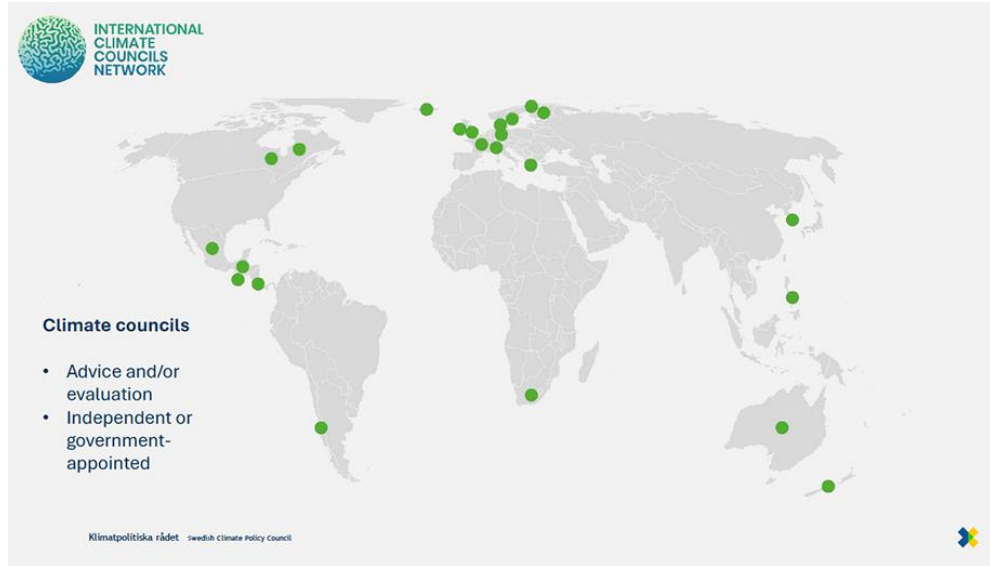 INTERNATIONAL
CLIMATE
COUNCILS
NETWORK
Climate councils
• Advice and/or
evaluation
• Independent or
government-
appointed
Klimatpolitiska rådet Swedish Climate Policy Council